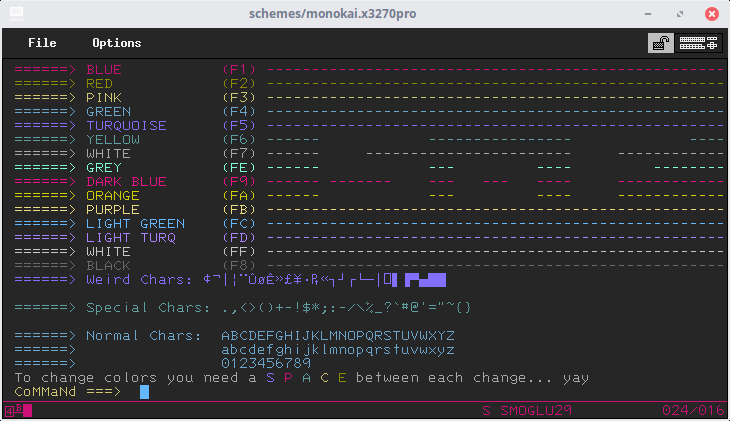 schemes/monokai.x3270pro
File Options
======> BLUE (F1) --------------------------------------------------
======> RED (F2) --------------------------------------------------
======> PINK (F3) --------------------------------------------------
======> GREEN (F4) --------------------------------------------------
======> TURQUOISE (F5) --------------------------------------------------
======> YELLOW (F6) ------ --- --- ------
======> WHITE (F7) ------ --- --- ------
======> GREY (FE) ------ --- --- ------
======> DARK BLUE (F9) ------ --- --- ------
======> ORANGE (FA) ------ --- --- ------
======> PURPLE (FB) --------------------------------------------------
======> LIGHT GREEN (FC) --------------------------------------------------
======> LIGHT TURQ (FD) --------------------------------------------------
======> WHITE (FF) --------------------------------------------------
======> BLACK (F8) --------------------------------------------------
======> Weird Chars:
======> Special Chars: .,<>()+-!$*;:-/\%_?`#@'="~{}
======> Normal Chars: ABCDEFGHIJKLMNOPQRSTUVWXYZ
======> abcdefghijklmnopqrstuvwxyz
======> 0123456789
To change colors you need a S P A C E between each change... yay
CoMMaNd ===>
S SMOGLU29 024/016